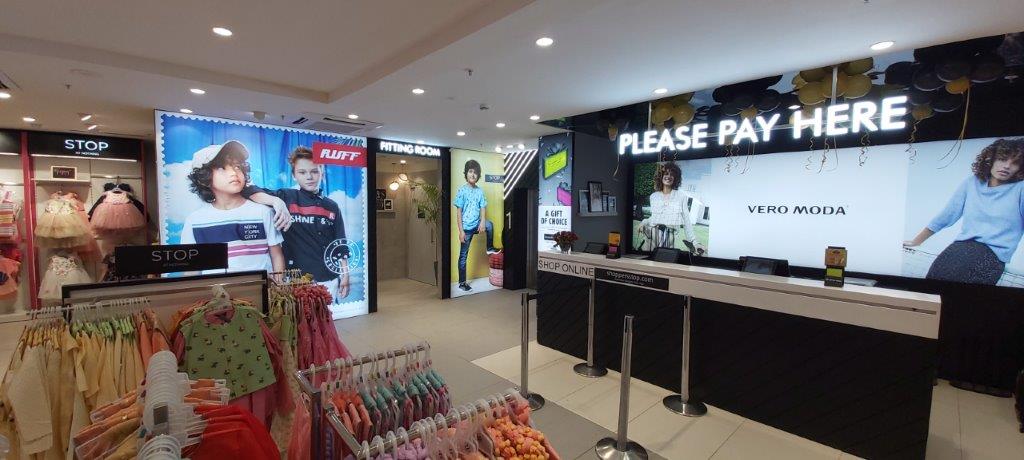 STOP
STOP
RUFF
NEW
YORK
CITY
FITTING ROOM
A GIFT
OF CHOICE
PLEASE PAY HERE
VERO MODA
SHOP ONLINE
shoppersstop.com